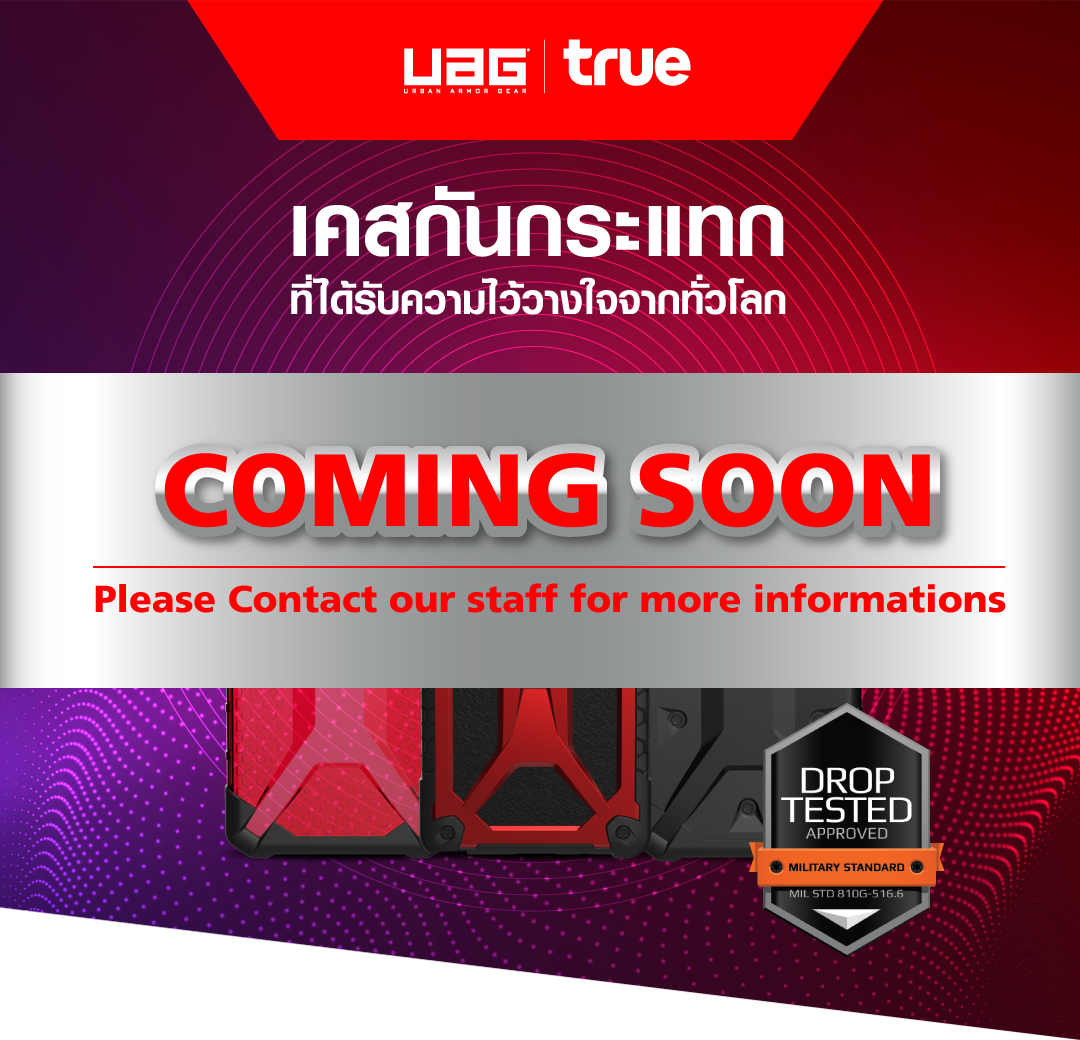 UAG
URBAN ARMOR GEAR
true
เคสกันกระแทก
ที่ได้รับความไว้วางใจจากทั่วโลก
COMING SOON
Please Contact our staff for more informations
DROP
TESTED
APPROVED
MILITARY STANDARD
MIL STD 810G-516.6